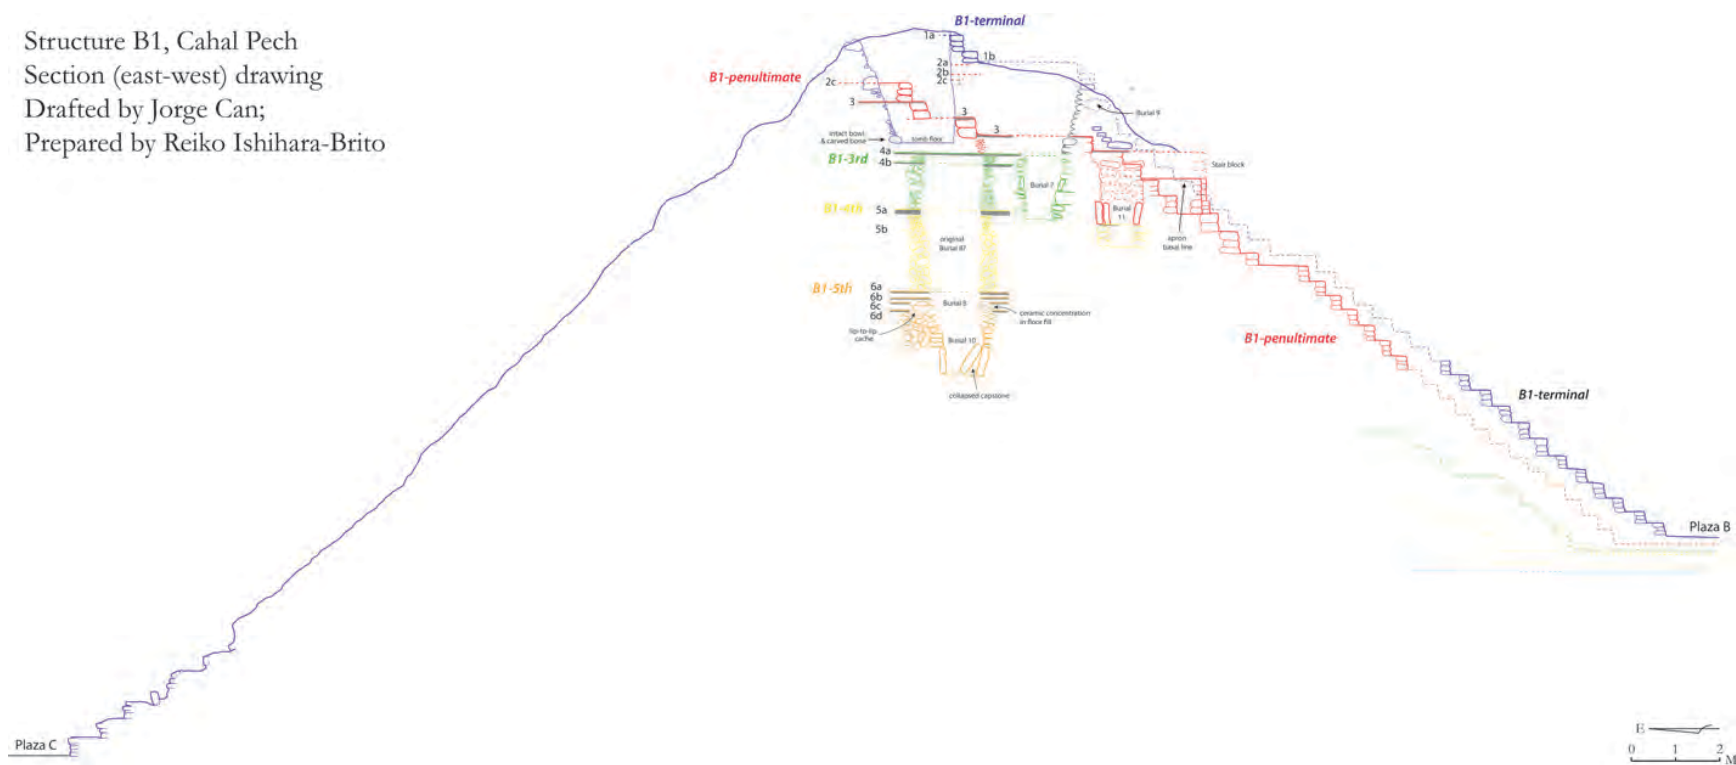 Structure B1, Cahal Pech
Section (east-west) drawing
Drafted by Jorge Can;
Prepared by Reiko Ishihara-Brito
B1-terminal
1a
1b
2a
2b
2c
B1-penultimate
2c
3
3
3
Burial 9
intact bowl
& carved bone
tomb floor
4a
B1-3rd
4b
Stair block
Burial 7
B1-4th
5a
5b
Burial
11
apron
basal line
original
B1-5th
6a
6b
6c
6d
ceramic concentration
in floor fill
lip-to-lip
cache
Burial 10
collapsed capstone
B1-penultimate
B1-terminal
Plaza B
Plaza C
E
0 1 2
M